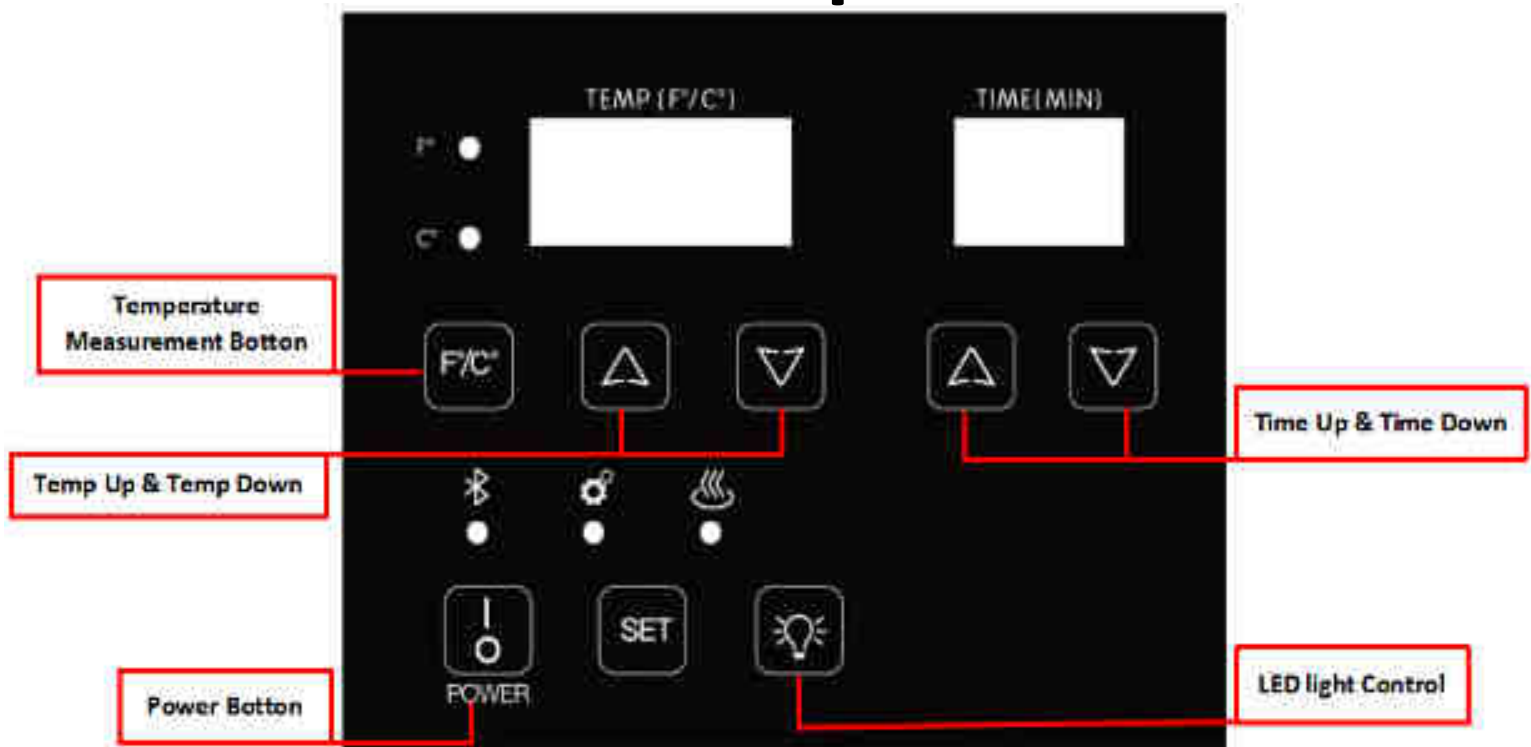 TEMP (F°/C°)
TIME(MIN)
F°
C°
Temperature
Measurement Botton
F°/C°
Time Up & Time Down
Temp Up & Temp Down
SET
POWER
Power Botton
LED light Control